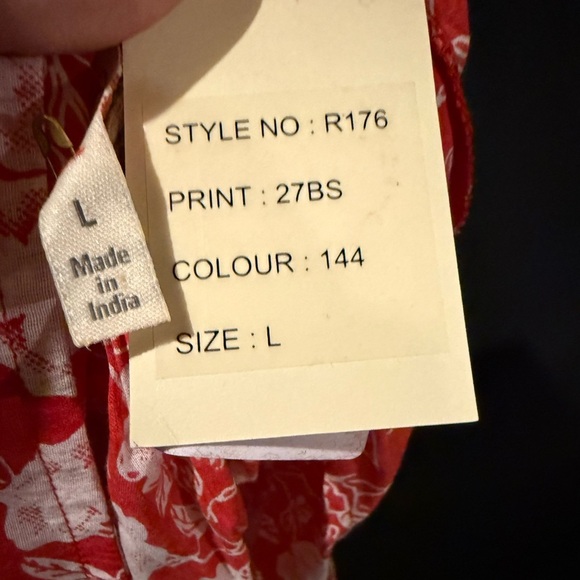 STYLE NO : R176
PRINT : 27BS
COLOUR : 144
SIZE : L
L
Made
in
India